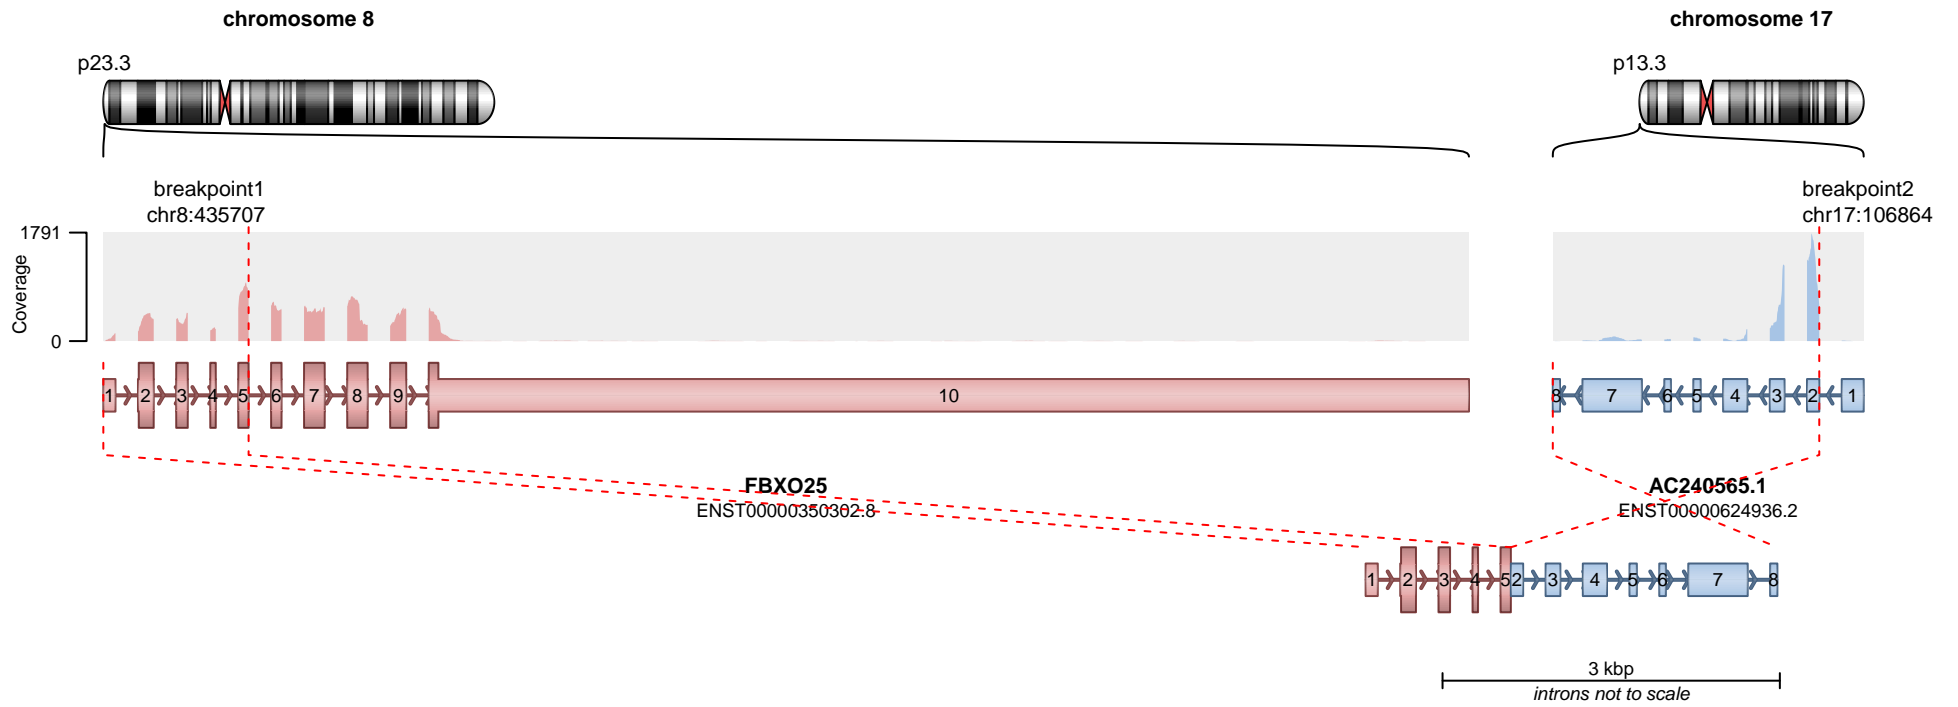 chromosome 8
chromosome 17
p23.3
p13.3
breakpoint1
chr8:435707
breakpoint2
chr17:106864
1791
Coverage
0
1 2 3 4 5 6 7 8 9 10
8 7 6 5 4 3 2 1
FBXO25
ENST00000350302.8
AC240565.1
ENST00000624936.2
1 2 3 4 5 2 3 4 5 6 7 8
3 kbp
introns not to scale